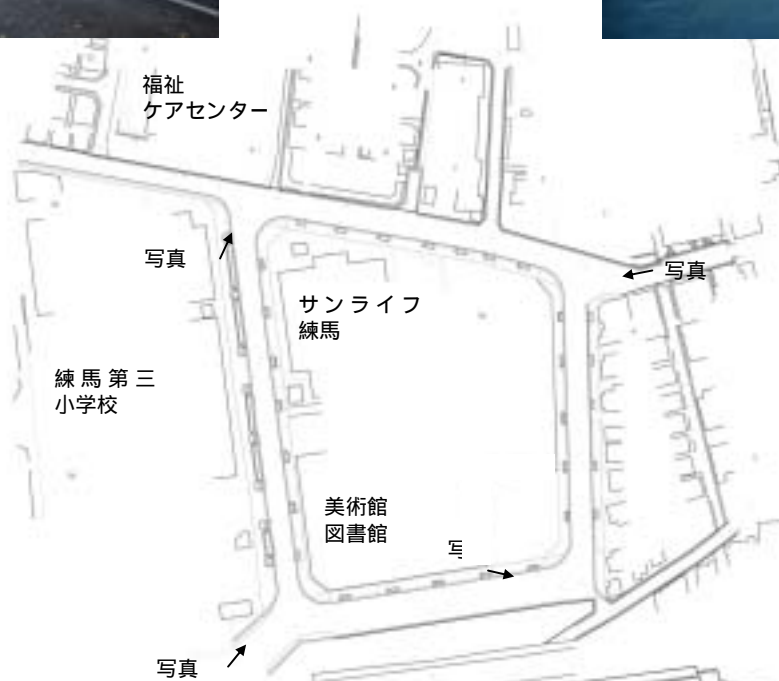 福祉
ケアセンター
写真
写真
サンライフ
練馬
練馬第三
小学校
美術館
図書館
写真